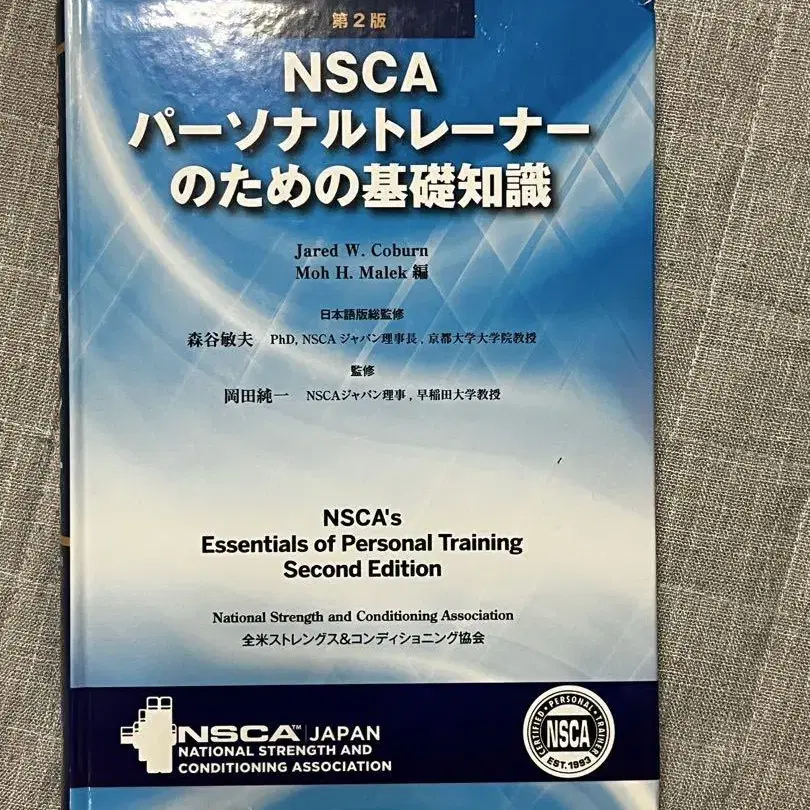 第2版
NSCA
パーソナルトレーナー
のための基礎知識
Jared W. Coburn
Moh H. Malek 編
日本語版総監修
森谷敏夫 PhD, NSCA ジャパン理事長, 京都大学大学院教授
監修
岡田純一 NSCAジャパン理事, 早稲田大学教授
NSCA's
Essentials of Personal Training
Second Edition
National Strength and Conditioning Association
全米ストレングス&コンディショニング協会
NSCA™ JAPAN
NATIONAL STRENGTH AND
CONDITIONING ASSOCIATION
CERTIFIED • PERSONAL • TRAINER
NSCA
EST. 1993